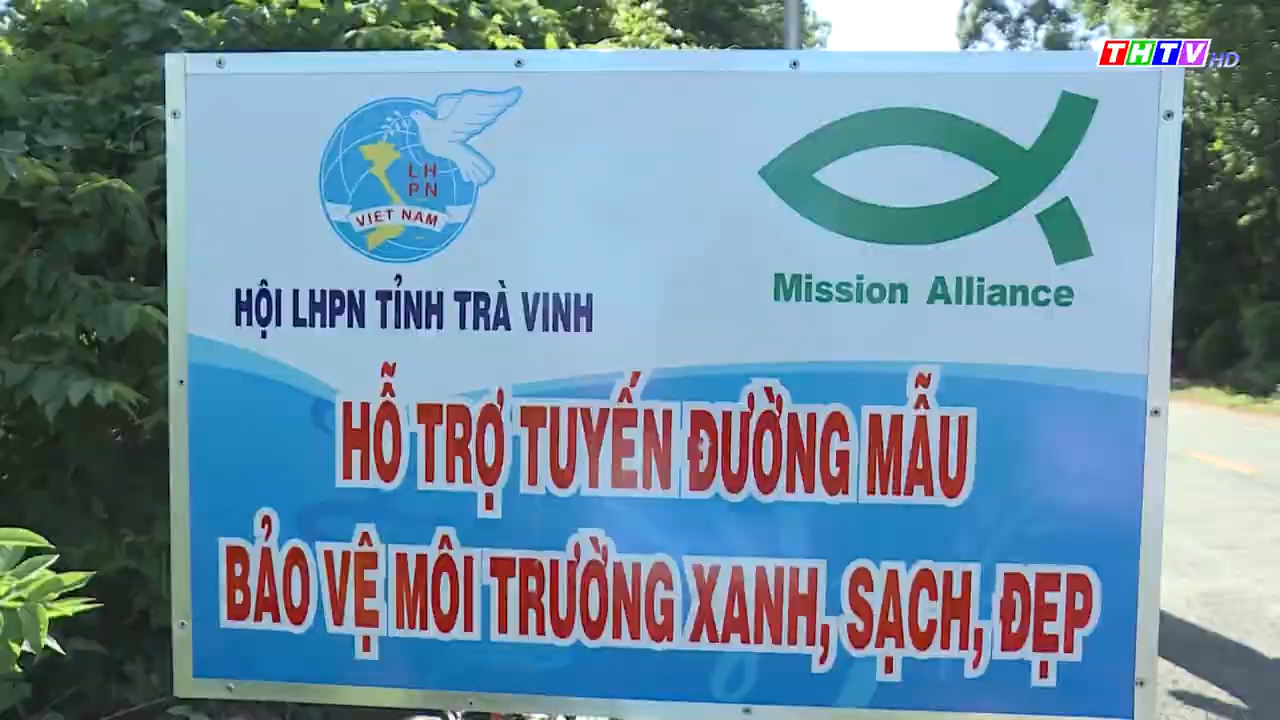 THTV HD
LH
PN
VIET NAM
HỘI LHPN TỈNH TRÀ VINH
Mission Alliance
HỖ TRỢ TUYẾN ĐƯỜNG MẪU
BẢO VỆ MÔI TRƯỜNG XANH, SẠCH, ĐẸP